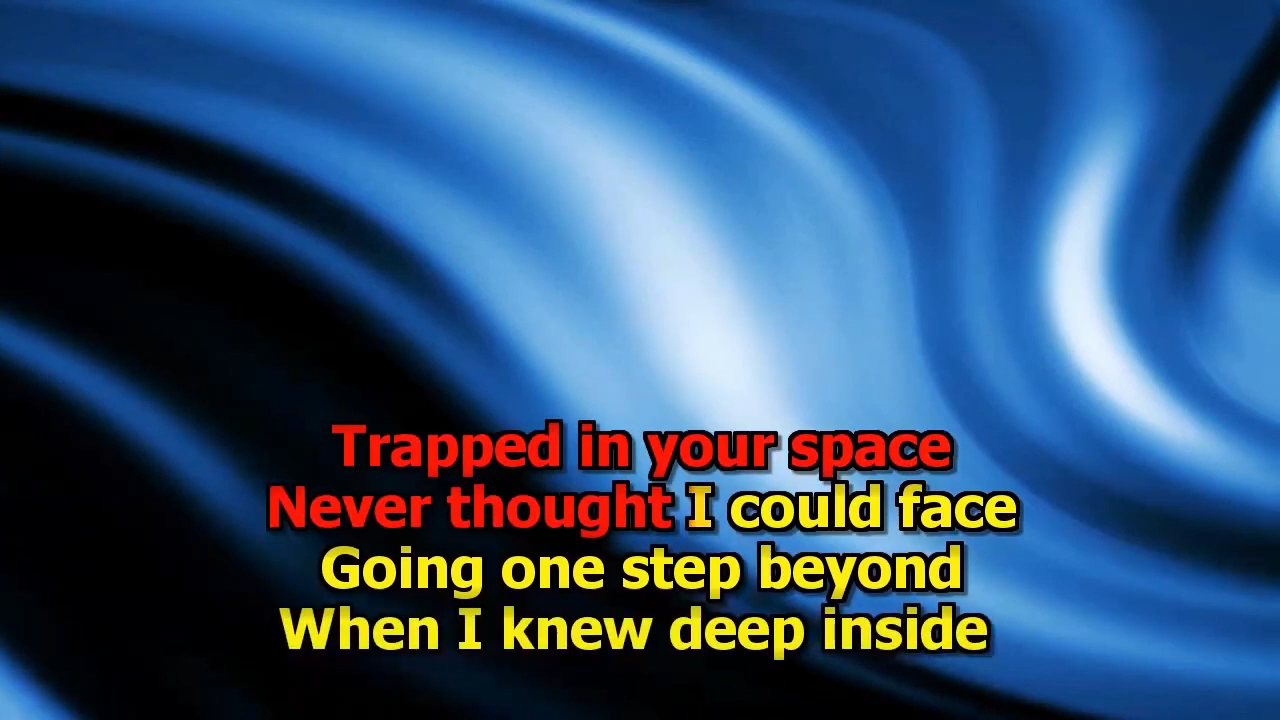 Trapped in your space
Never thought I could face
Going one step beyond
When I knew deep inside